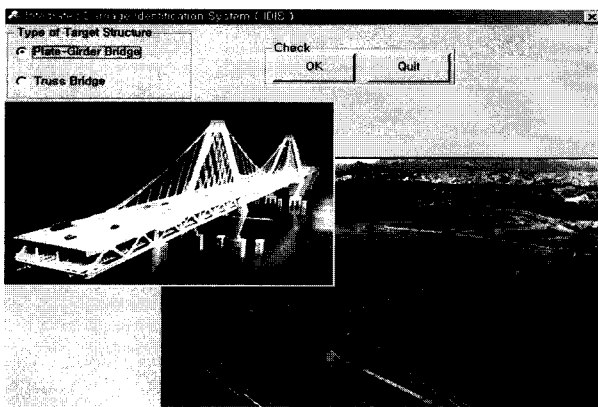 Integrated Damage Identification System ( IDIS )
Type of Target Structure
Plate-Girder Bridge
Truss Bridge
Check
OK
Quit